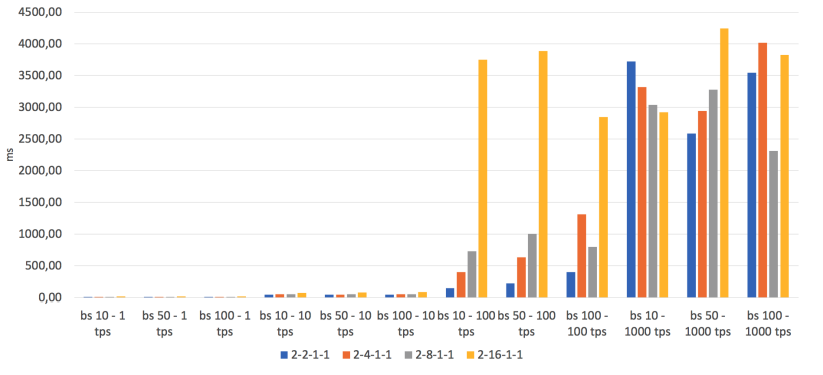 4500,00
4000,00
3500,00
3000,00
2500,00
2000,00
1500,00
1000,00
500,00
0,00
ms
bs 10 - 1 tps
bs 50 - 1 tps
bs 100 - 1 tps
bs 10 - 10 tps
bs 50 - 10 tps
bs 100 - 10 tps
bs 10 - 100 tps
bs 50 - 100 tps
bs 100 - 100 tps
bs 10 - 1000 tps
bs 50 - 1000 tps
bs 100 - 1000 tps
2-2-1-1
2-4-1-1
2-8-1-1
2-16-1-1